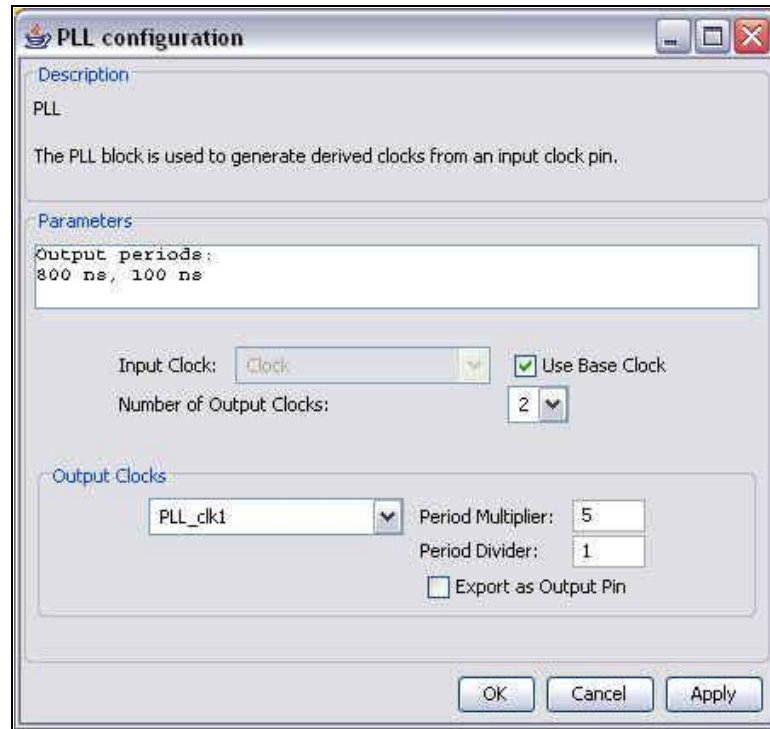 PLL configuration
Description
PLL
The PLL block is used to generate derived clocks from an input clock pin.
Parameters
Output periods:
800 ns, 100 ns
Input Clock: Clock Use Base Clock
Number of Output Clocks: 2
Output Clocks
PLL_clk1 Period Multiplier: 5
Period Divider: 1
Export as Output Pin
OK Cancel Apply